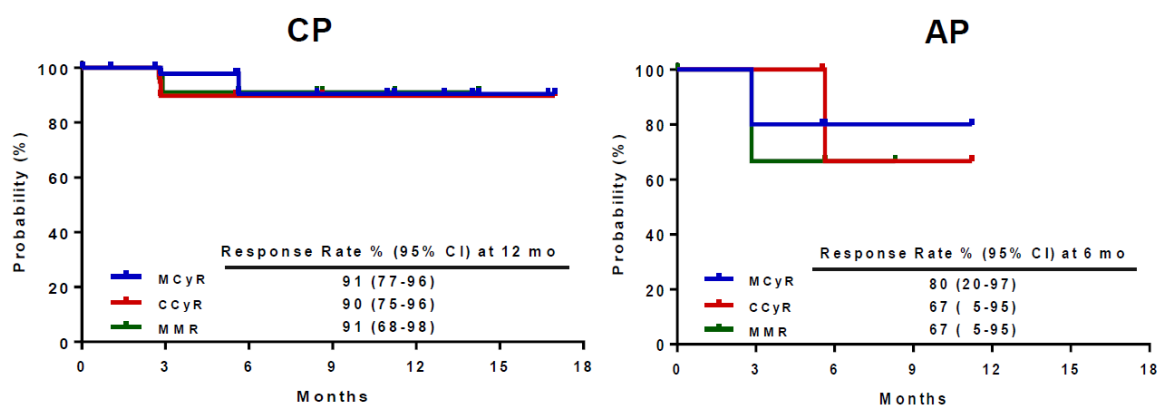 CP
100
80
60
40
20
0
Probability (%)
Response Rate % (95% CI) at 12 mo
MCyR 91 (77-96)
CCyR 90 (75-96)
MMR 91 (68-98)
0 3 6 9 12 15 18
Months
AP
100
80
60
40
20
0
Probability (%)
Response Rate % (95% CI) at 6 mo
MCyR 80 (20-97)
CCyR 67 ( 5-95)
MMR 67 ( 5-95)
0 3 6 9 12 15 18
Months